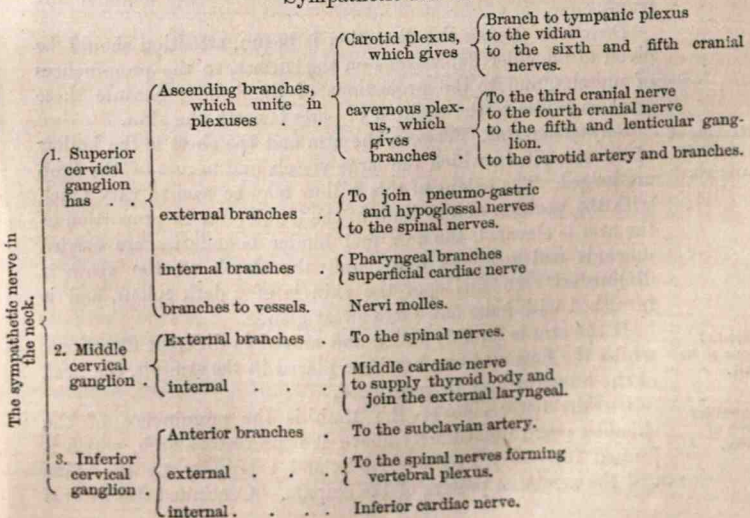 Carotid plexus,
which gives
Branch to tympanic plexus
to the vidian
to the sixth and fifth cranial
nerves.
Ascending branches,
which unite in
plexuses . .
cavernous plex-
us, which
gives
branches .
To the third cranial nerve
to the fourth cranial nerve
to the fifth and lenticular gang-
lion.
to the carotid artery and branches.
The sympathetic nerve in
the neck.
1. Superior
cervical
ganglion
has . .
external branches .
To join pneumo-gastric
and hypoglossal nerves
to the spinal nerves.
internal branches .
Pharyngeal branches
superficial cardiac nerve
branches to vessels. Nervi molles.
2. Middle
cervical
ganglion .
External branches To the spinal nerves.
internal . . .
Middle cardiac nerve
to supply thyroid body and
join the external laryngeal.
3. Inferior
cervical
ganglion .
Anterior branches . To the subclavian artery.
external . . .
To the spinal nerves forming
vertebral plexus.
internal . . . . Inferior cardiac nerve.